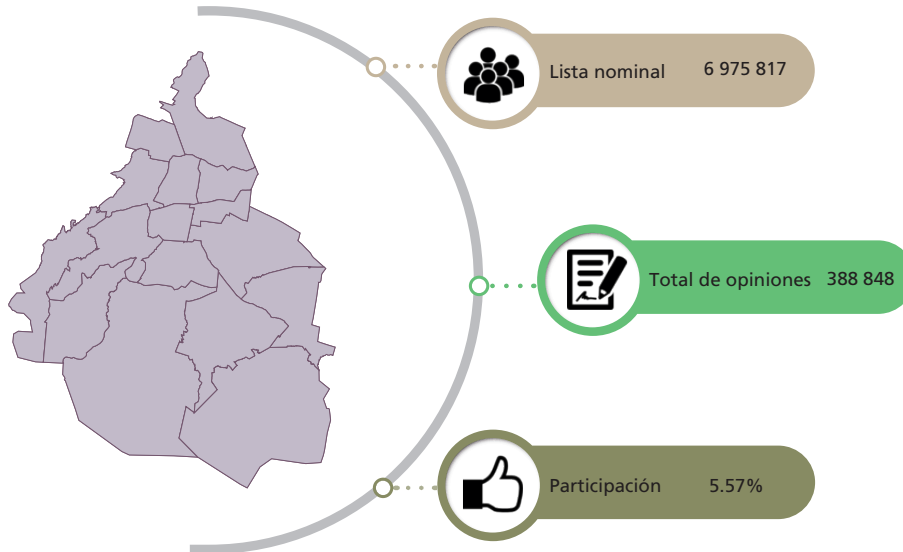 Lista nominal 6 975 817
Total de opiniones 388 848
Participación 5.57%